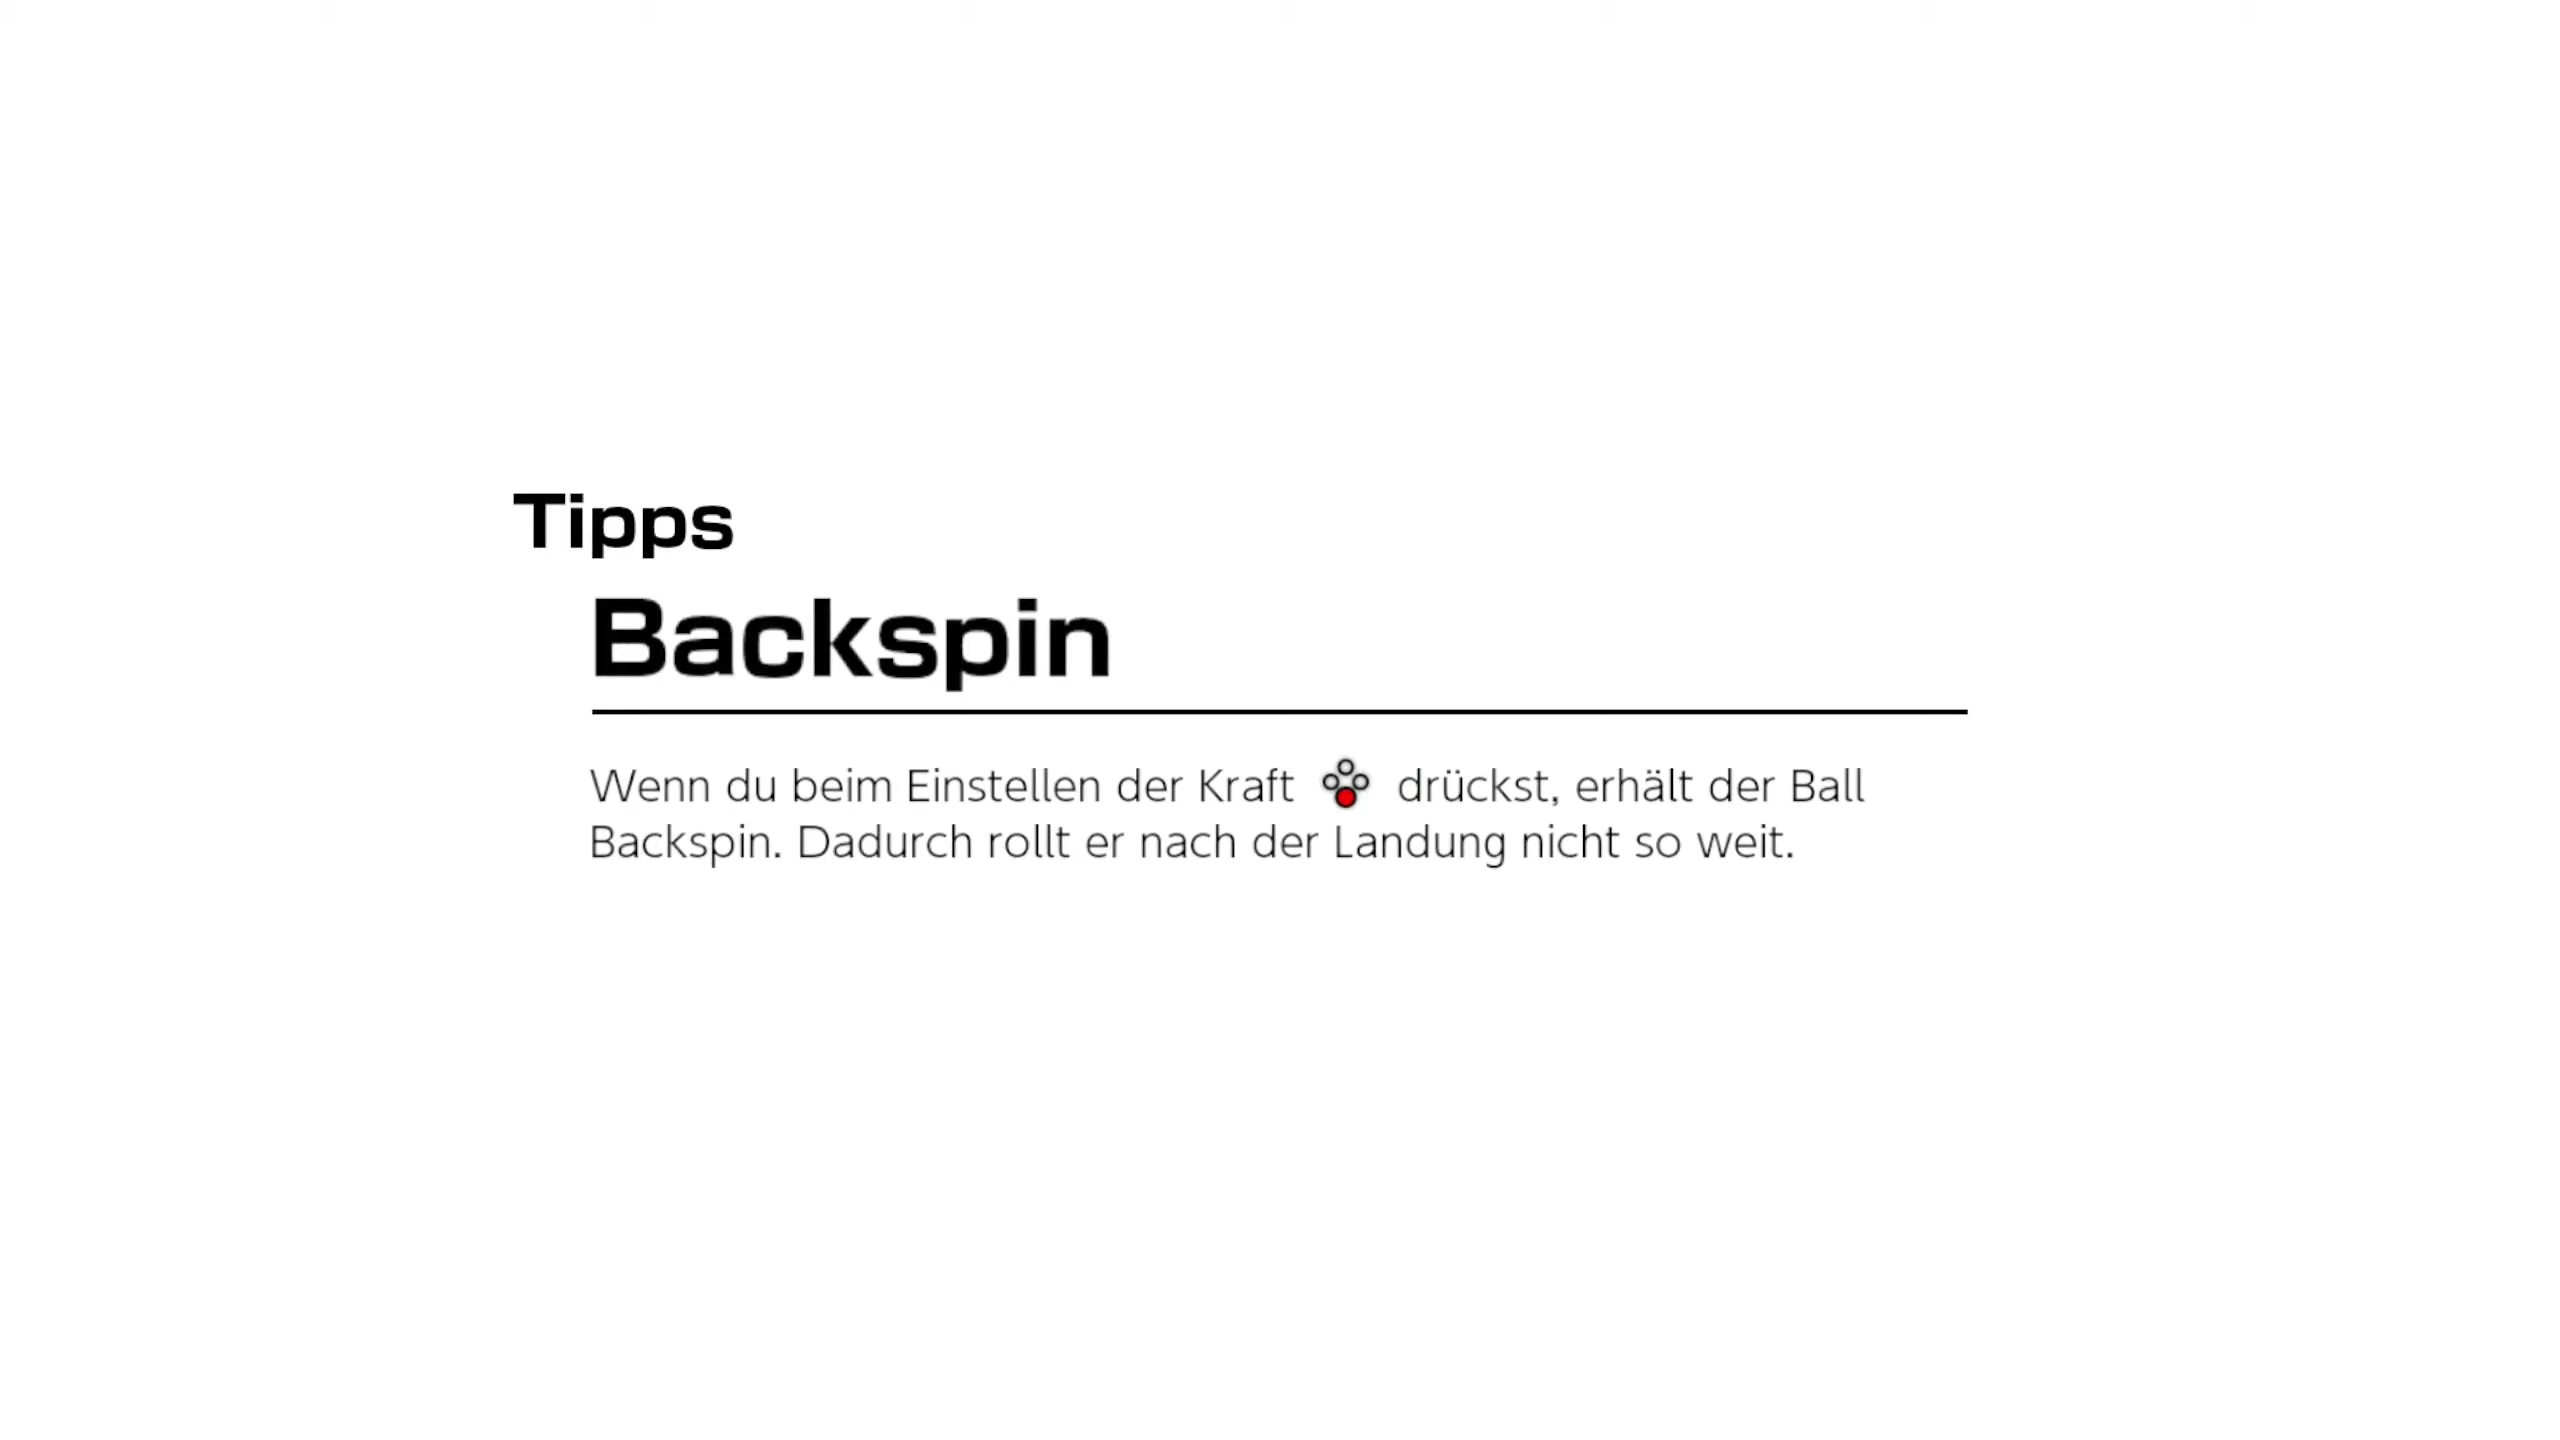 Tipps
Backspin
Wenn du beim Einstellen der Kraft drückst, erhält der Ball
Backspin. Dadurch rollt er nach der Landung nicht so weit.